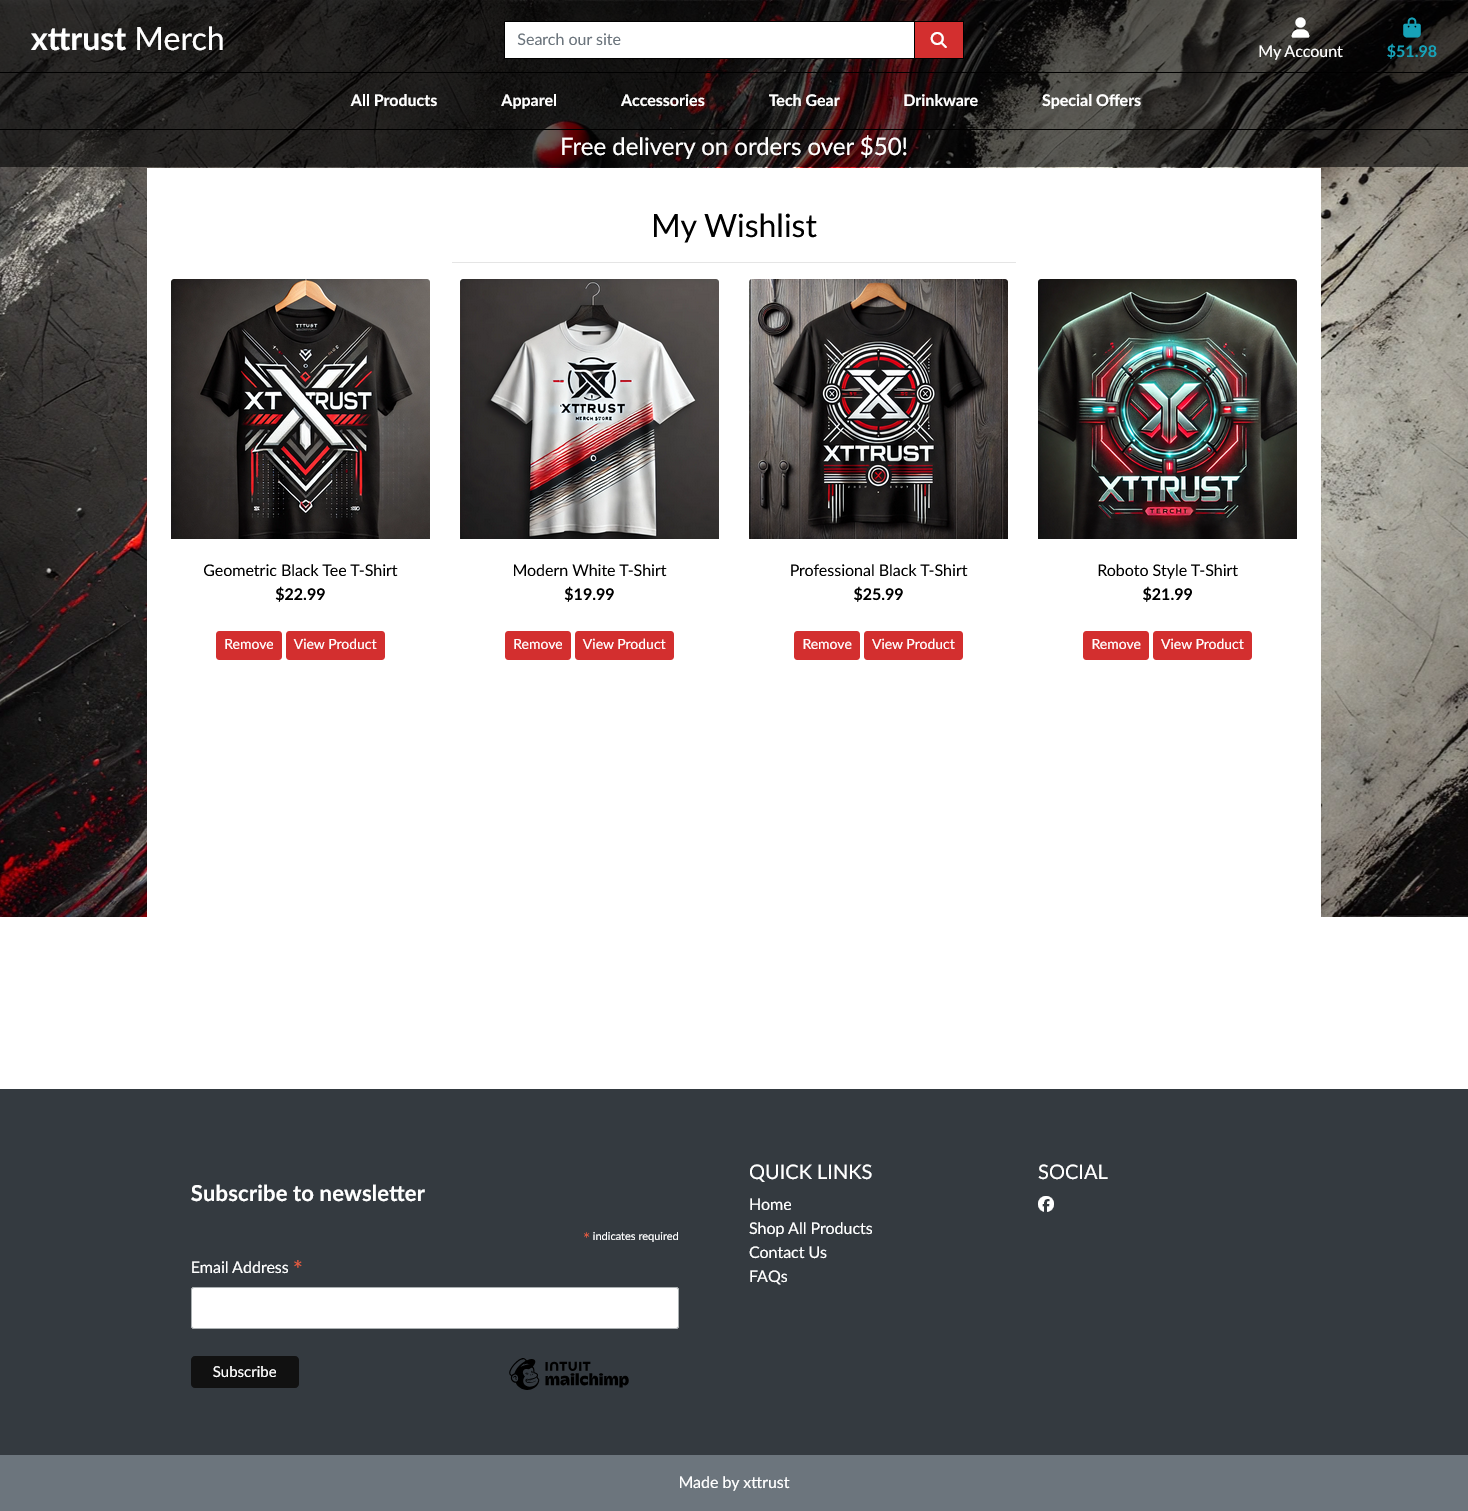 xttrust Merch
Search our site
My Account
$51.98
All Products
Apparel
Accessories
Tech Gear
Drinkware
Special Offers
Free delivery on orders over $50!
My Wishlist
XTTRUST
XTTRUST
MERCH STORE
XTTRUST
XTTRUST
TERCHT
Geometric Black Tee T-Shirt
$22.99
Remove
View Product
Modern White T-Shirt
$19.99
Remove
View Product
Professional Black T-Shirt
$25.99
Remove
View Product
Roboto Style T-Shirt
$21.99
Remove
View Product
Subscribe to newsletter
* indicates required
Email Address *
Subscribe
INTUIT
mailchimp
QUICK LINKS
Home
Shop All Products
Contact Us
FAQs
SOCIAL
Made by xttrust